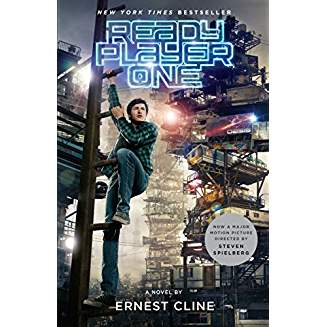 NEW YORK TIMES BESTSELLER
READY
PLAYER
ONE
NOW A MAJOR
MOTION PICTURE
DIRECTED BY
STEVEN
SPIELBERG
A NOVEL BY
ERNEST CLINE